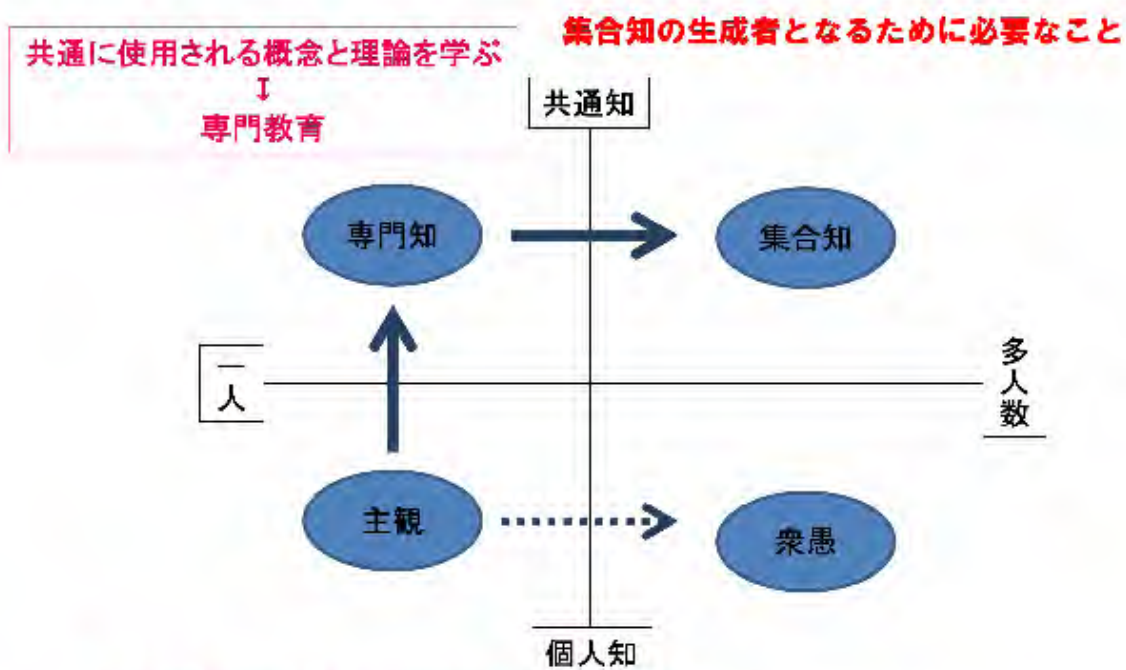 集合知の生成者となるために必要なこと
共通に使用される概念と理論を学ぶ
↧
専門教育
共通知
専門知
集合知
一人
多人数
主観
衆愚
個人知